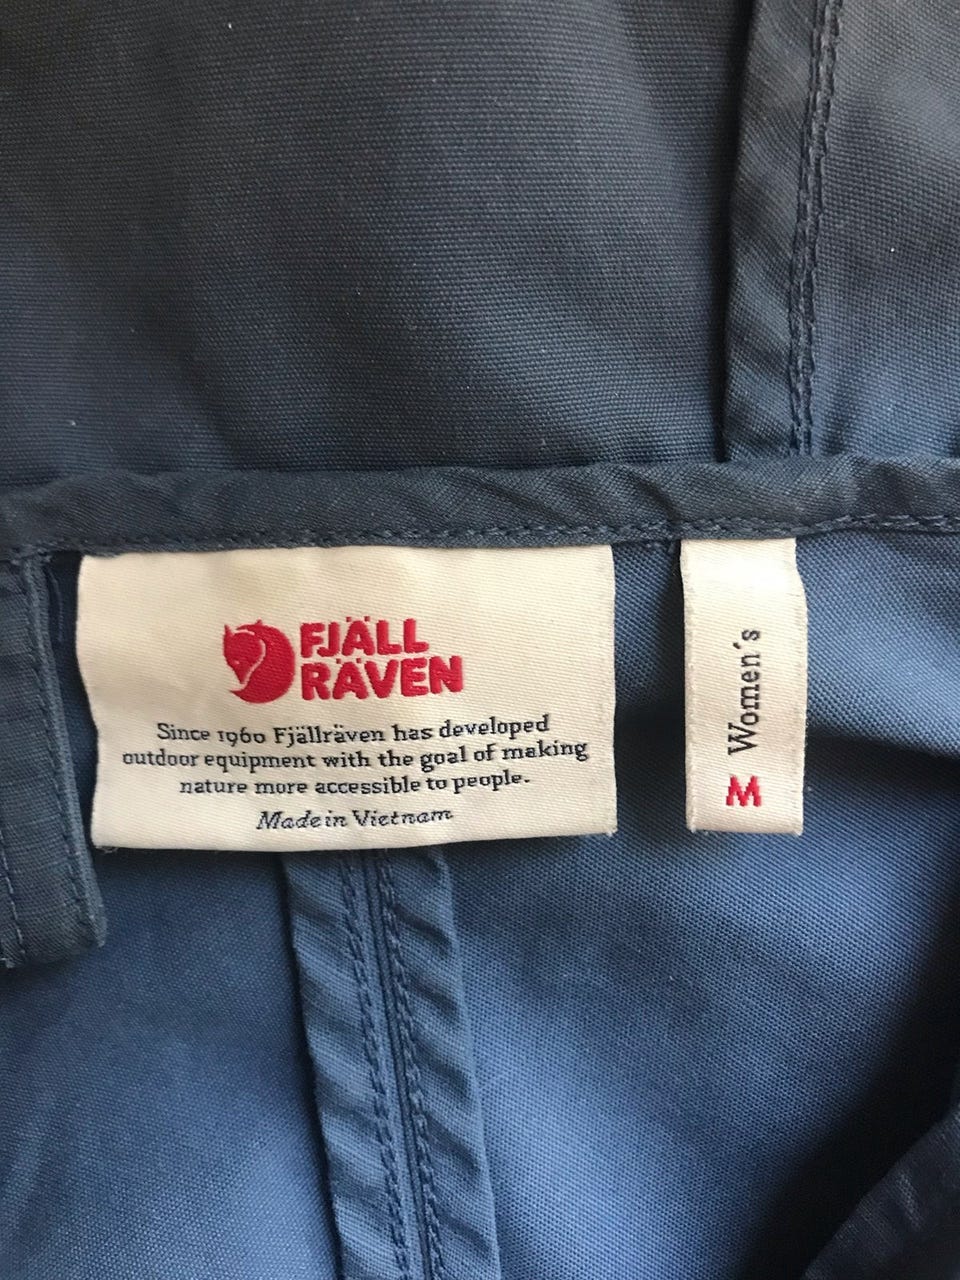 FJÄLL
RÄVEN
Since 1960 Fjällräven has developed
outdoor equipment with the goal of making
nature more accessible to people.
Made in Vietnam
Women´s
M